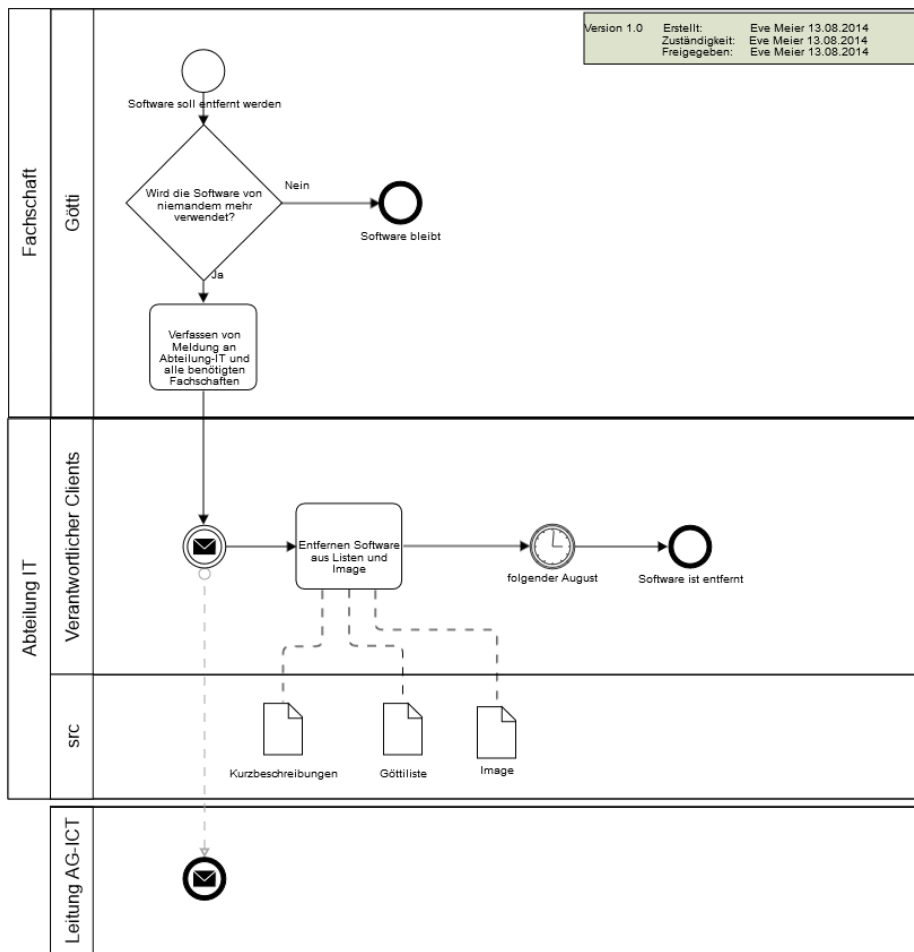 Version 1.0 Erstellt: Eve Meier 13.08.2014
Zuständigkeit: Eve Meier 13.08.2014
Freigegeben: Eve Meier 13.08.2014
Fachschaft
Götti
Software soll entfernt werden
Wird die Software von
niemandem mehr
verwendet?
Nein
Software bleibt
Ja
Verfassen von
Meldung an
Abteilung-IT und
alle benötigten
Fachschaften
Abteilung IT
Verantwortlicher Clients
Entfernen Software
aus Listen und
Image
folgender August
Software ist entfernt
src
Kurzbeschreibungen
Göttiliste
Image
Leitung AG-ICT